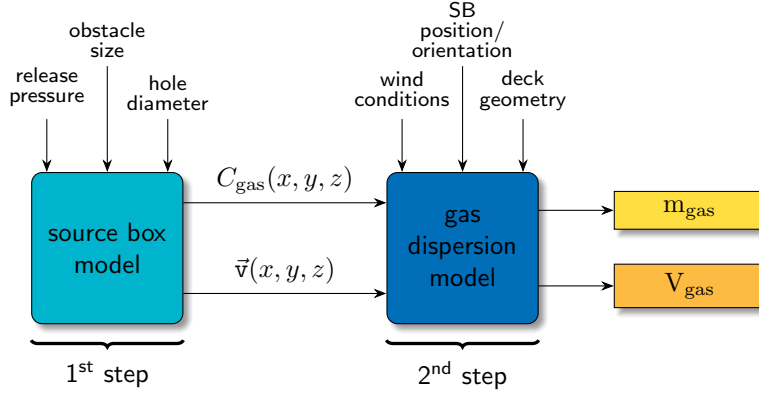 release
pressure
obstacle
size
hole
diameter
wind
conditions
SB
position/
orientation
deck
geometry
source box
model
C_gas(x, y, z)
v⃗(x, y, z)
gas
dispersion
model
m_gas
V_gas
1st step
2nd step